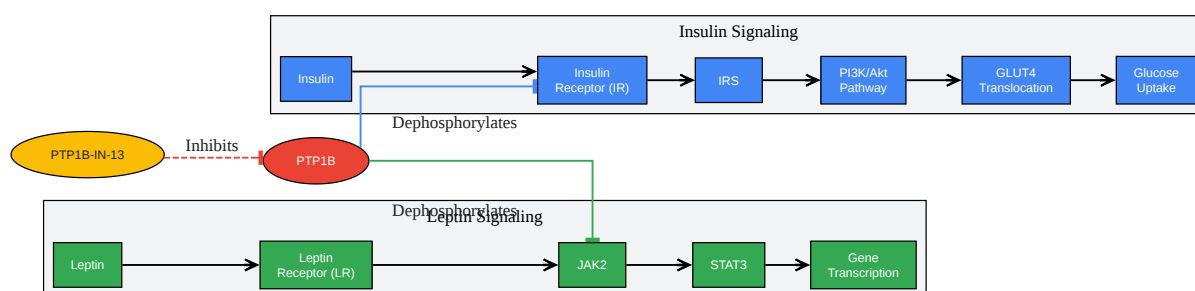 Insulin Signaling
Insulin
Insulin
Receptor (IR)
IRS
PI3K/Akt
Pathway
GLUT4
Translocation
Glucose
Uptake
Dephosphorylates
PTP1B-IN-13
Inhibits
PTP1B
Dephosphorylates
Leptin Signaling
Leptin
Leptin
Receptor (LR)
JAK2
STAT3
Gene
Transcription